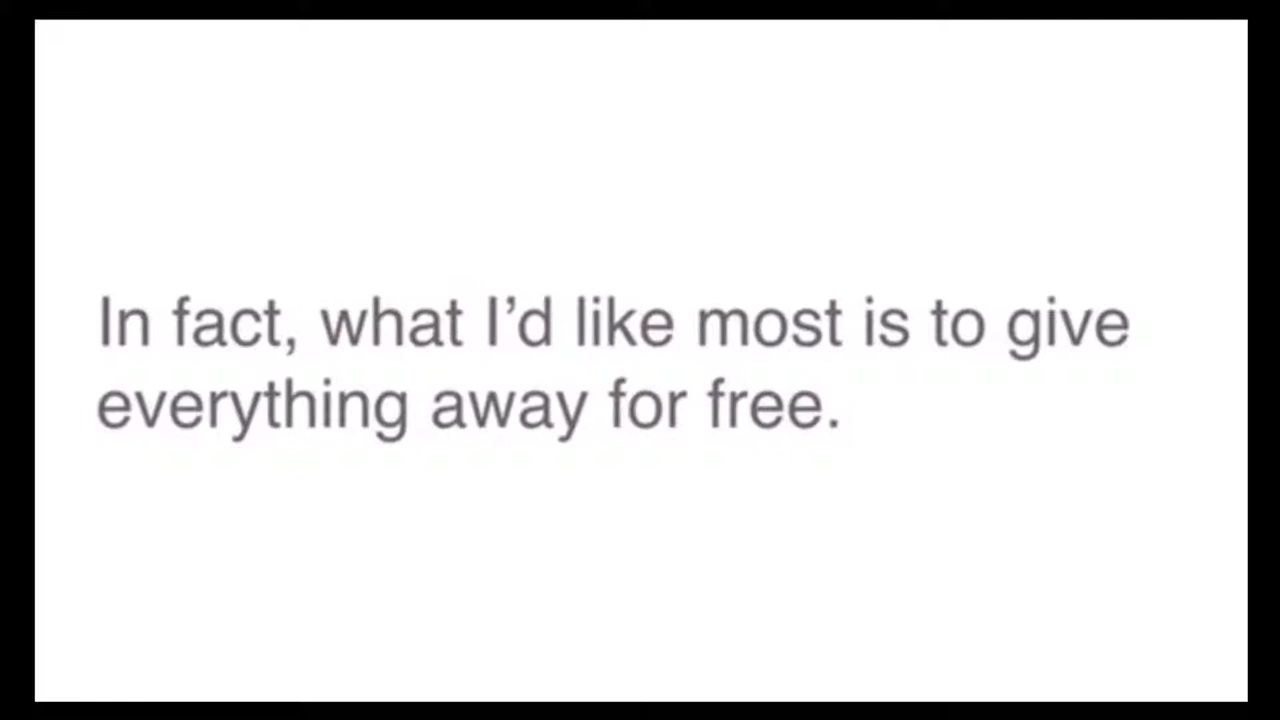 In fact, what I’d like most is to give
everything away for free.